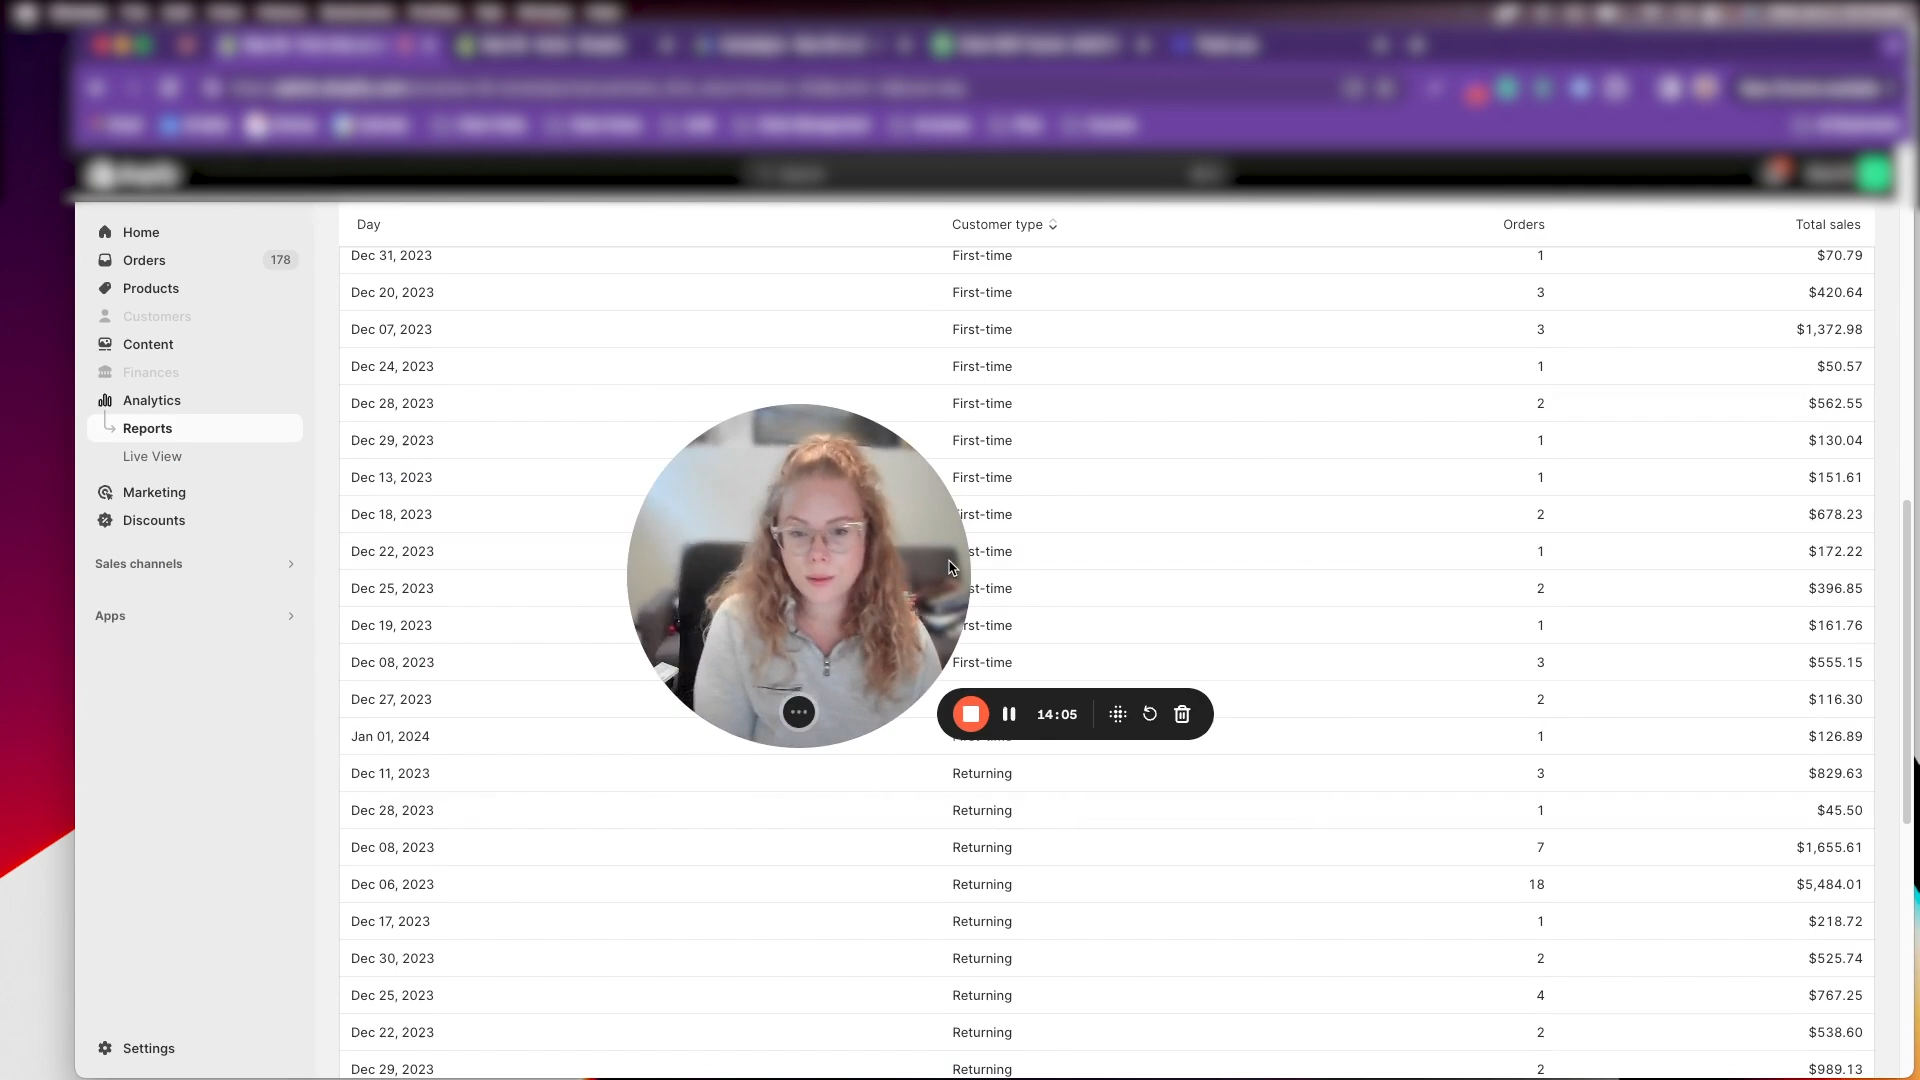 Day Customer type Orders Total sales
Home
Orders 178
Products
Customers
Content
Finances
Analytics
Reports
Live View
Marketing
Discounts
Sales channels
Apps
Settings
Dec 31, 2023 First-time 1 $70.79
Dec 20, 2023 First-time 3 $420.64
Dec 07, 2023 First-time 3 $1,372.98
Dec 24, 2023 First-time 1 $50.57
Dec 28, 2023 First-time 2 $562.55
Dec 29, 2023 First-time 1 $130.04
Dec 13, 2023 First-time 1 $151.61
Dec 18, 2023 irst-time 2 $678.23
Dec 22, 2023 st-time 1 $172.22
Dec 25, 2023 st-time 2 $396.85
Dec 19, 2023 rst-time 1 $161.76
Dec 08, 2023 First-time 3 $555.15
Dec 27, 2023 2 $116.30
14:05
Jan 01, 2024 1 $126.89
Dec 11, 2023 Returning 3 $829.63
Dec 28, 2023 Returning 1 $45.50
Dec 08, 2023 Returning 7 $1,655.61
Dec 06, 2023 Returning 18 $5,484.01
Dec 17, 2023 Returning 1 $218.72
Dec 30, 2023 Returning 2 $525.74
Dec 25, 2023 Returning 4 $767.25
Dec 22, 2023 Returning 2 $538.60
Dec 29, 2023 Returning 2 $989.13